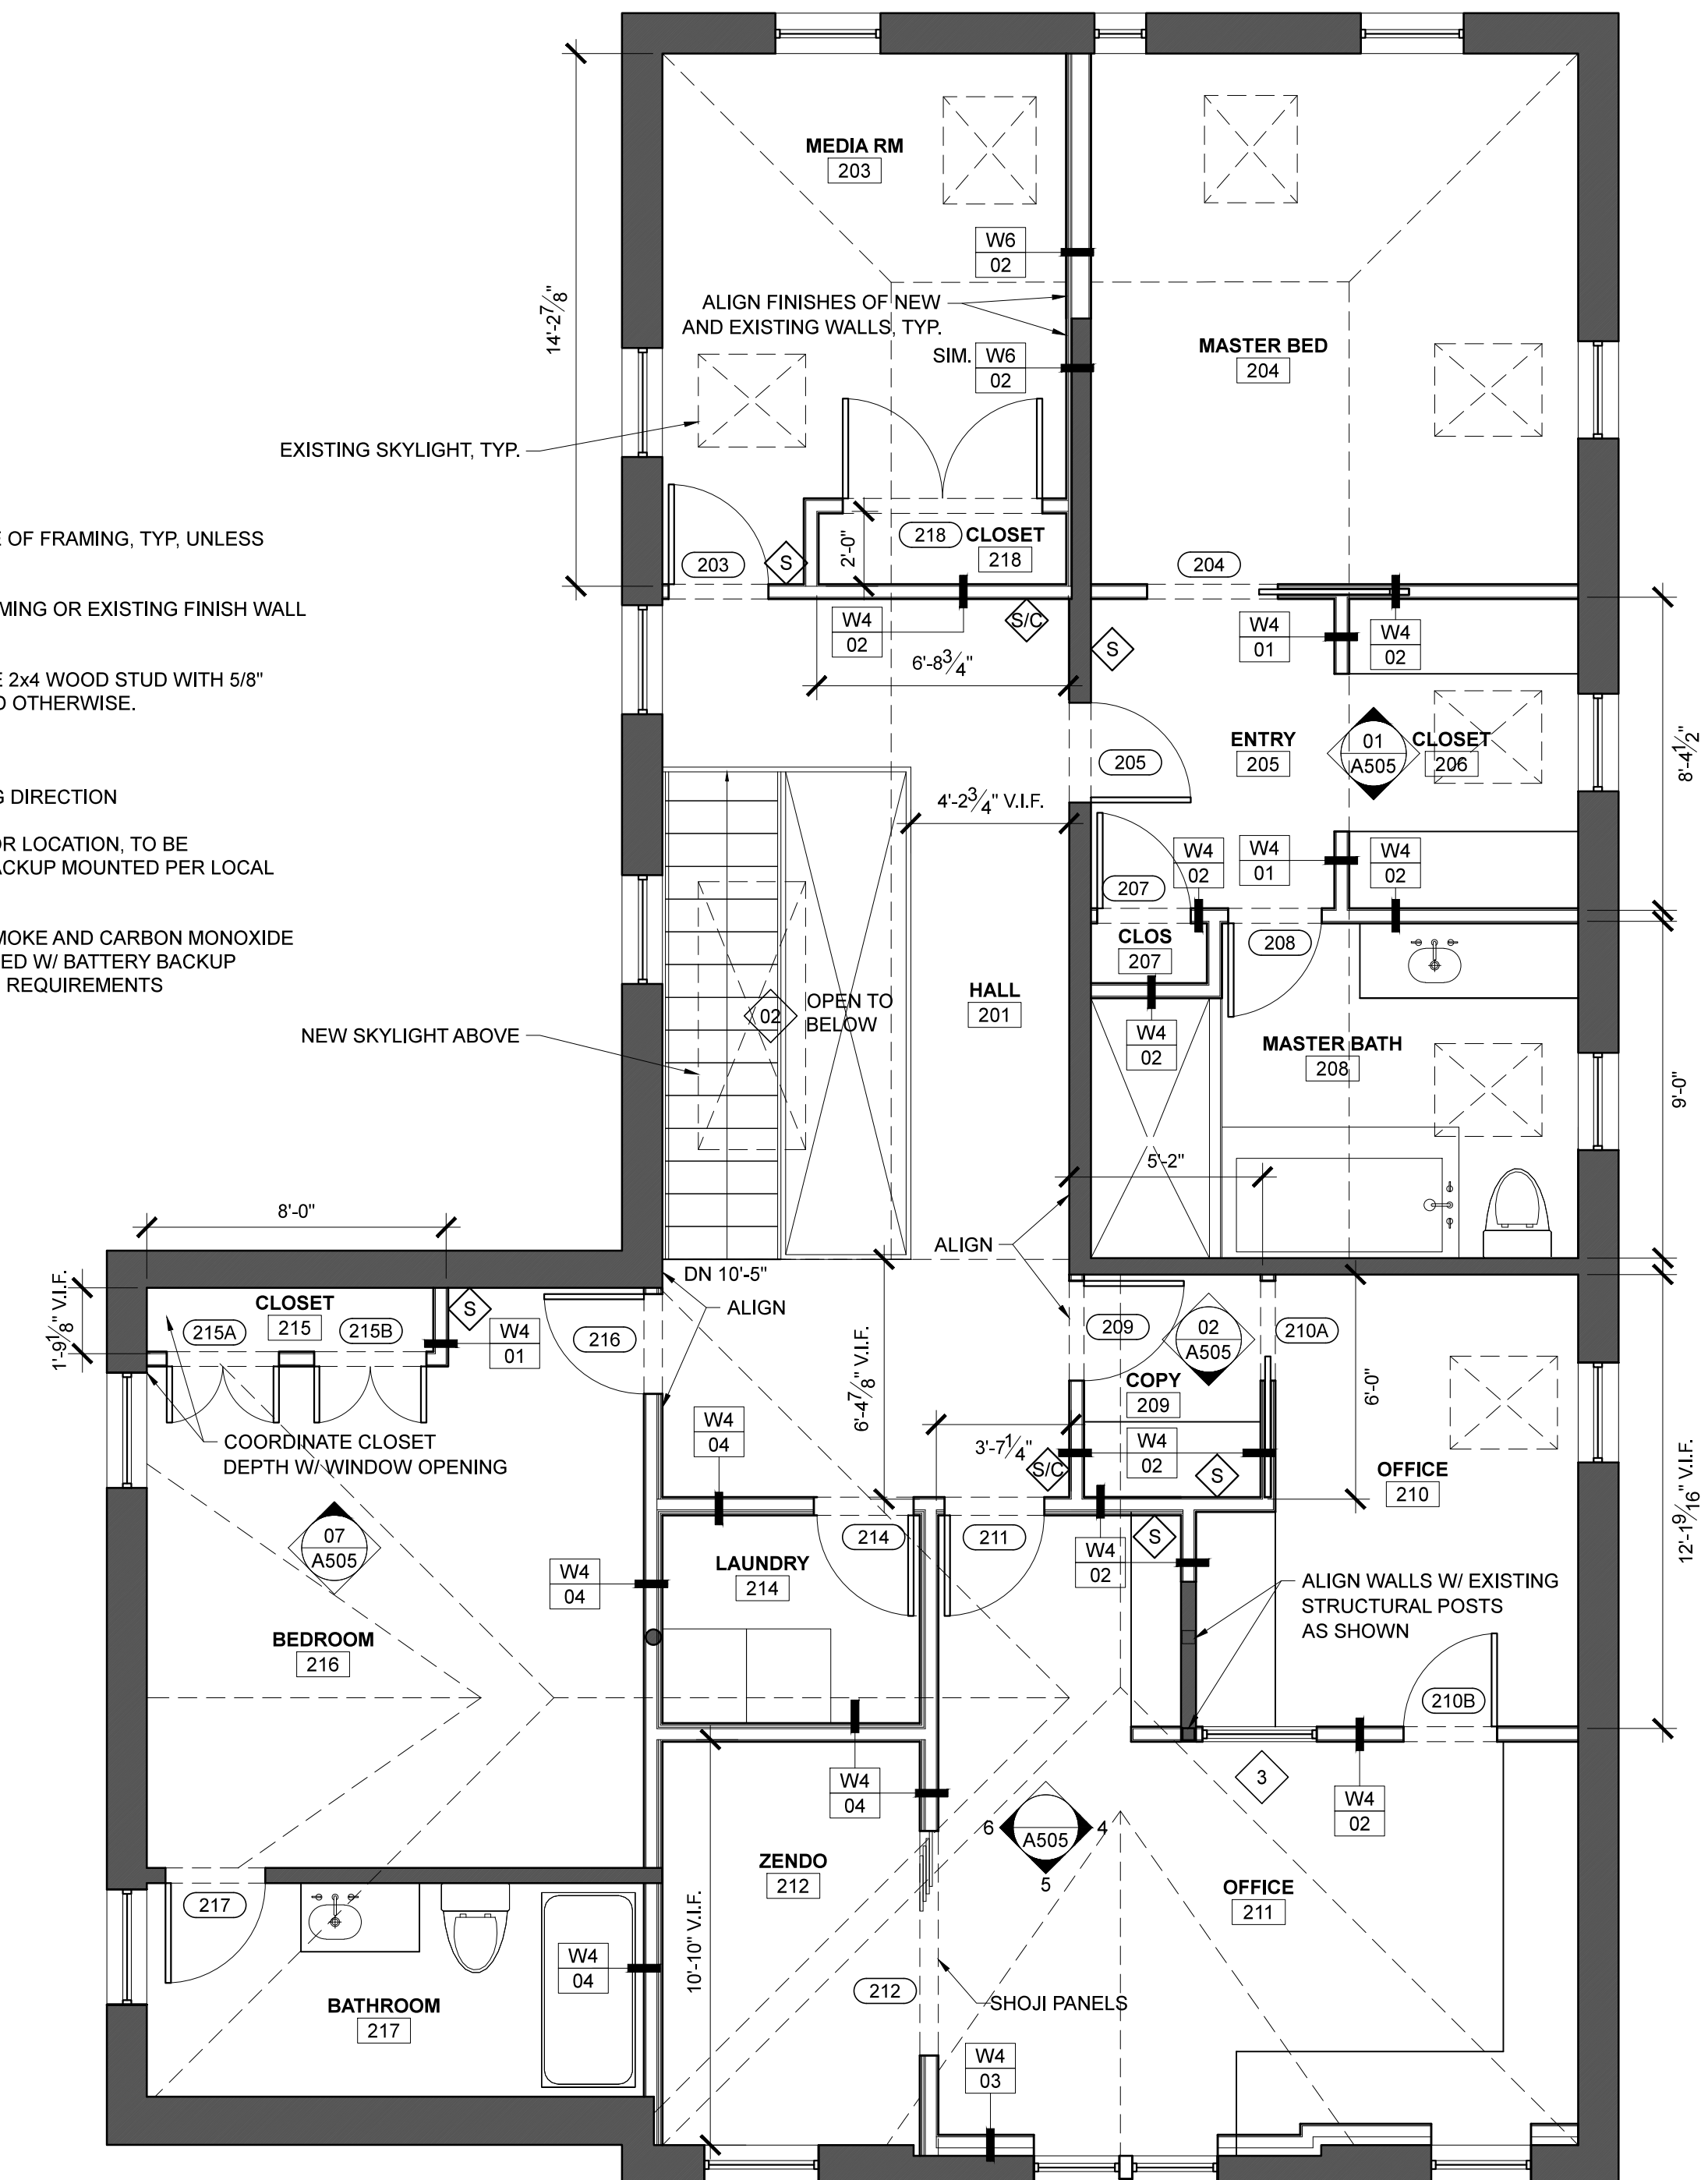 MEDIA RM
203
14'-2 7/8"
W6
02
ALIGN FINISHES OF NEW
AND EXISTING WALLS, TYP.
SIM.
W6
02
MASTER BED
204
EXISTING SKYLIGHT, TYP.
OF FRAMING, TYP, UNLESS
MING OR EXISTING FINISH WALL
2x4 WOOD STUD WITH 5/8"
OTHERWISE.
DIRECTION
OR LOCATION, TO BE
ACKUP MOUNTED PER LOCAL
MOKE AND CARBON MONOXIDE
ED W/ BATTERY BACKUP
REQUIREMENTS
203
S
2'-0"
218
CLOSET
218
204
W4
02
S/C
6'-8 3/4"
S
W4
01
W4
02
ENTRY
205
01
A505
CLOSET
206
8'-4 1/2"
205
4'-2 3/4" V.I.F.
207
W4
02
W4
01
W4
02
CLOS
207
208
HALL
201
02
OPEN TO
BELOW
NEW SKYLIGHT ABOVE
W4
02
MASTER BATH
208
9'-0"
5'-2"
8'-0"
ALIGN
DN 10'-5"
ALIGN
1'-9 1/8" V.I.F.
CLOSET
215
215A
215B
S
W4
01
216
209
02
A505
210A
6'-4 7/8" V.I.F.
COPY
209
6'-0"
COORDINATE CLOSET
DEPTH W/ WINDOW OPENING
W4
04
3'-7 1/4"
S/C
W4
02
S
OFFICE
210
12'-1 9/16" V.I.F.
07
A505
214
211
S
W4
02
LAUNDRY
214
W4
04
ALIGN WALLS W/ EXISTING
STRUCTURAL POSTS
AS SHOWN
BEDROOM
216
210B
W4
04
3
W4
02
6
A505
4
5
ZENDO
212
OFFICE
211
217
10'-10" V.I.F.
W4
04
212
SHOJI PANELS
BATHROOM
217
W4
03